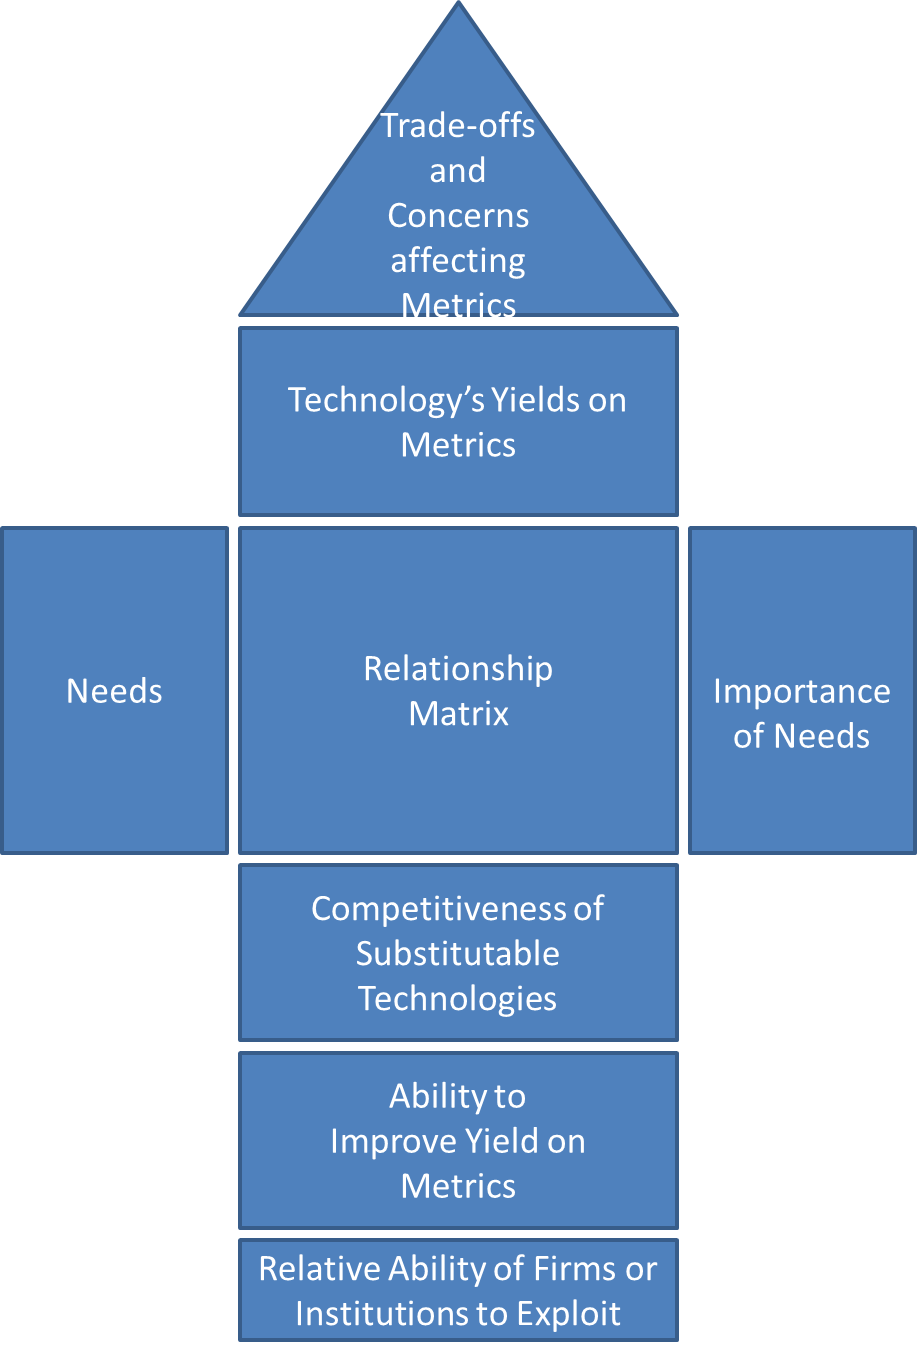 Trade-offs
and
Concerns
affecting
Metrics
Technology’s Yields on
Metrics
Needs
Relationship
Matrix
Importance
of Needs
Competitiveness of
Substitutable
Technologies
Ability to
Improve Yield on
Metrics
Relative Ability of Firms or
Institutions to Exploit